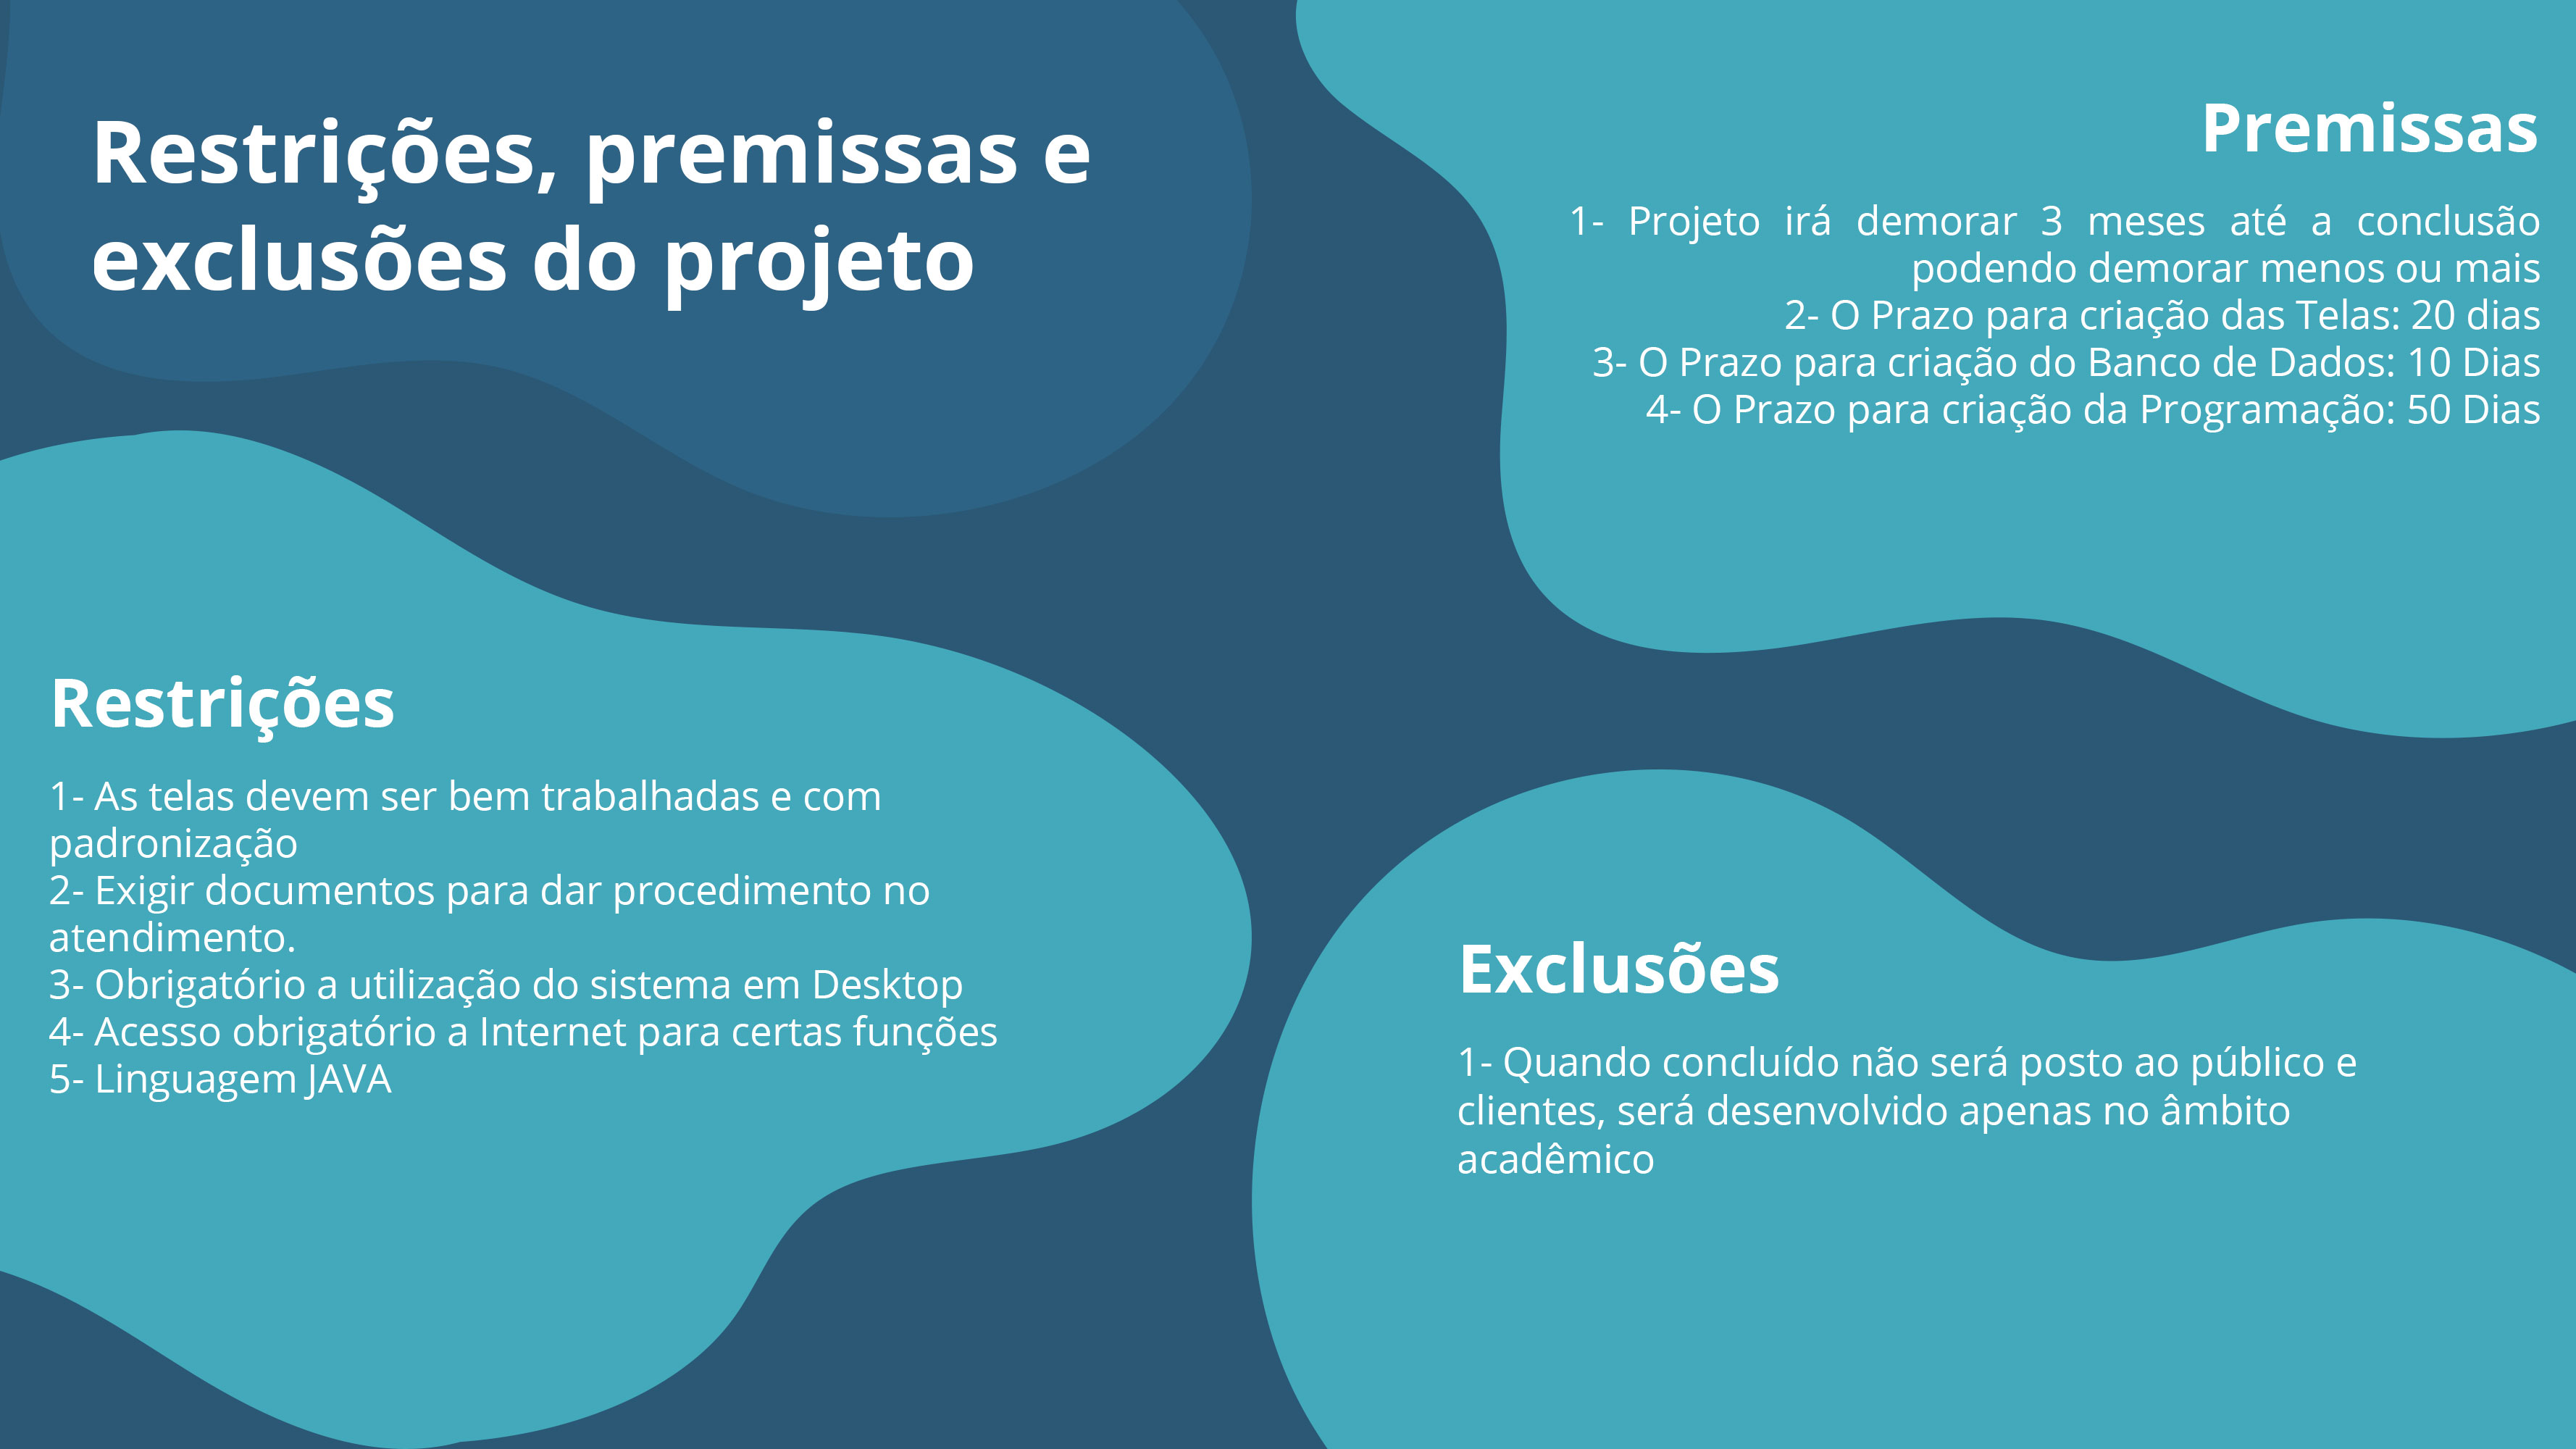 Restrições, premissas e
exclusões do projeto
Premissas
1- Projeto irá demorar 3 meses até a conclusão
podendo demorar menos ou mais
2- O Prazo para criação das Telas: 20 dias
3- O Prazo para criação do Banco de Dados: 10 Dias
4- O Prazo para criação da Programação: 50 Dias
Restrições
1- As telas devem ser bem trabalhadas e com
padronização
2- Exigir documentos para dar procedimento no
atendimento.
3- Obrigatório a utilização do sistema em Desktop
4- Acesso obrigatório a Internet para certas funções
5- Linguagem JAVA
Exclusões
1- Quando concluído não será posto ao público e
clientes, será desenvolvido apenas no âmbito
acadêmico